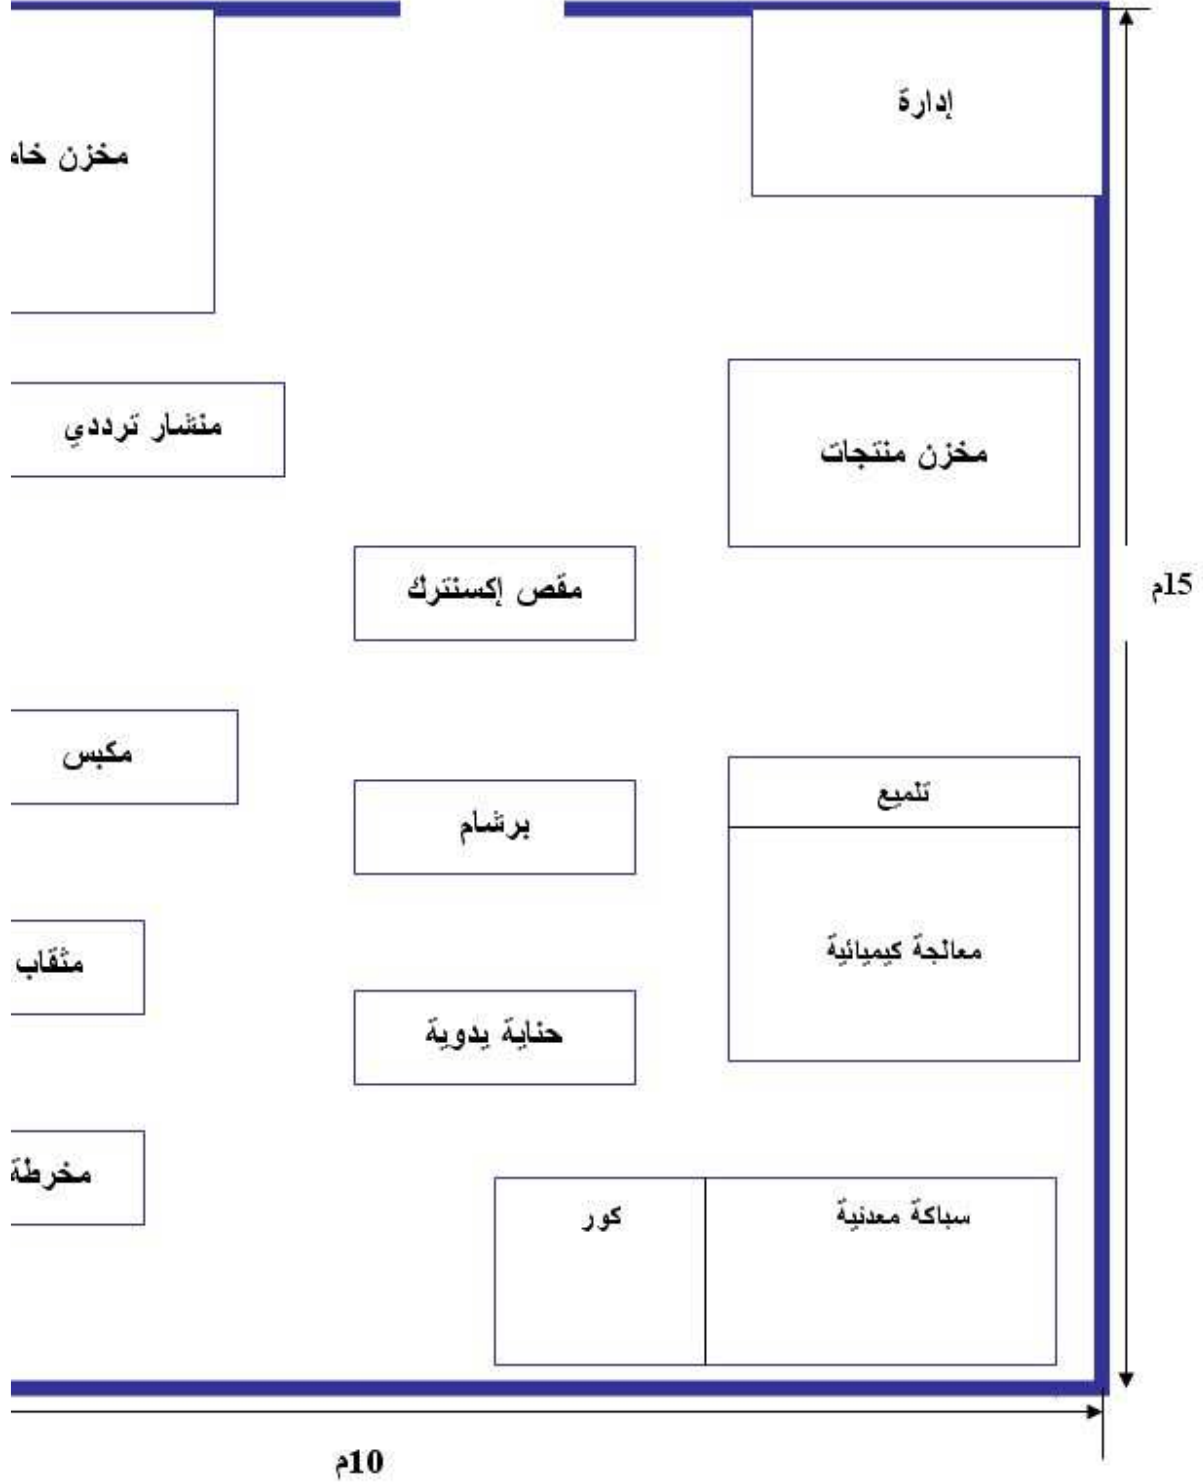 إدارة
مخزن خام
منشار ترددي
مخزن منتجات
مقص إكسنترك
15م
مكبس
تلميع
برشام
معالجة كيميائية
مثقاب
حناية يدوية
مخرطة
كور
سباكة معدنية
10م